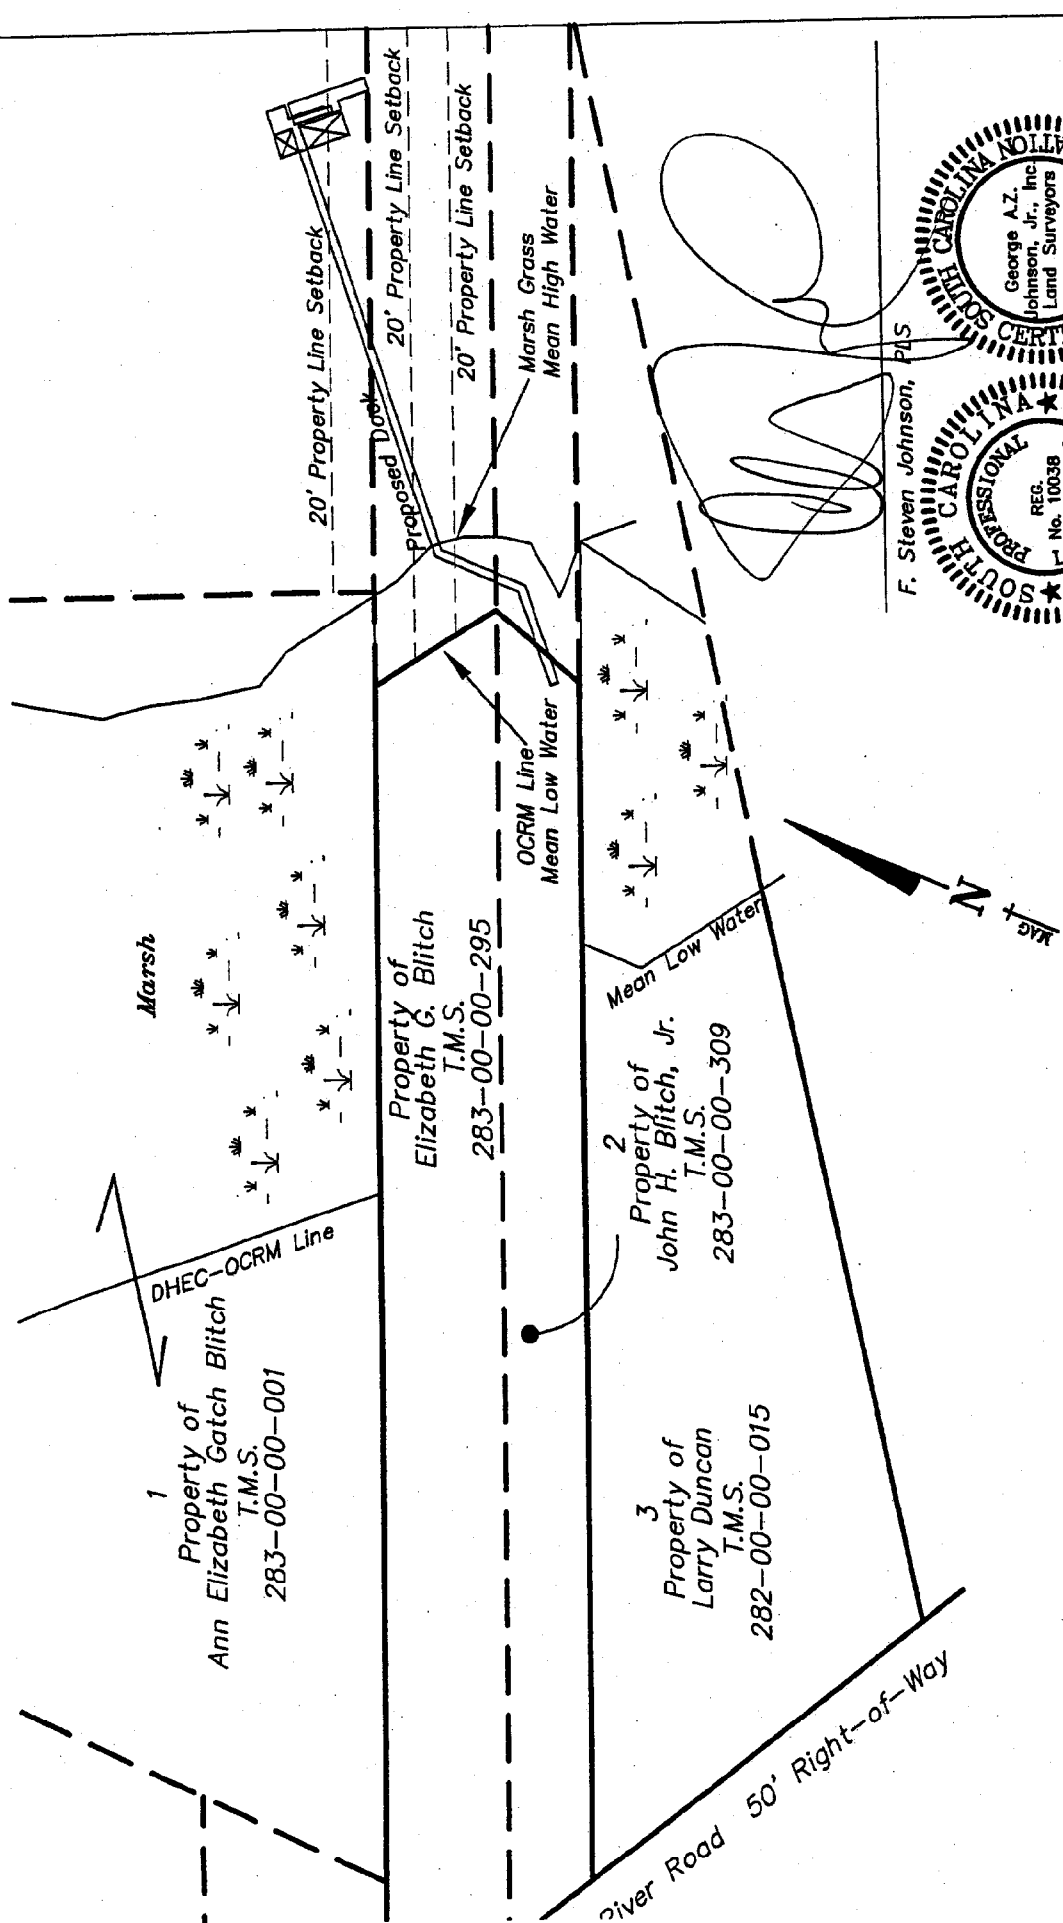 20' Property Line Setback
20' Property Line Setback
20' Property Line Setback
Proposed Dock
Marsh Grass
Mean High Water
OCRM Line
Mean Low Water
F. Steven Johnson, PLS
SOUTH CAROLINA
George A.Z.
Johnson, Jr., Inc.
Land Surveyors
SOUTH CAROLINA
PROFESSIONAL
REG.
No. 10038
N
MAG
Marsh
Mean Low Water
Property of
Elizabeth G. Blitch
T.M.S.
283-00-00-295
2
Property of
John H. Blitch, Jr.
T.M.S.
283-00-00-309
DHEC-OCRM Line
1
Property of
Ann Elizabeth Gatch Blitch
T.M.S.
283-00-00-001
3
Property of
Larry Duncan
T.M.S.
282-00-00-015
River Road 50' Right-of-Way